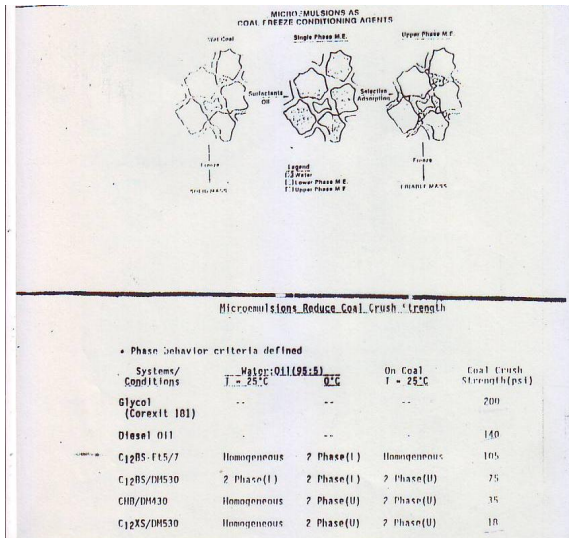 MICROEMULSIONS AS
COAL FREEZE CONDITIONING AGENTS
Wet Coal
Single Phase M.E.
Upper Phase M.E.
Surfactants
Oil
Selective
Adsorption
Freeze
Freeze
SOLID MASS
FRIABLE MASS
Legend
Water
Lower Phase M.E.
Upper Phase M.E.
Microemulsions Reduce Coal Crush Strength
• Phase behavior criteria defined
Systems/ Water:Oil(95:5) On Coal Coal Crush
Conditions T = 25°C 0°C T = 25°C Strength(psi)
Glycol -- -- -- 200
(Corexit 181)
Diesel Oil -- -- -- 140
C12BS-Et5/7 Homogeneous 2 Phase(L) Homogeneous 105
C12BS/DM530 2 Phase(L) 2 Phase(L) 2 Phase(U) 75
CHB/DM430 Homogeneous 2 Phase(U) 2 Phase(U) 35
C12XS/DM530 Homogeneous 2 Phase(U) 2 Phase(U) 18